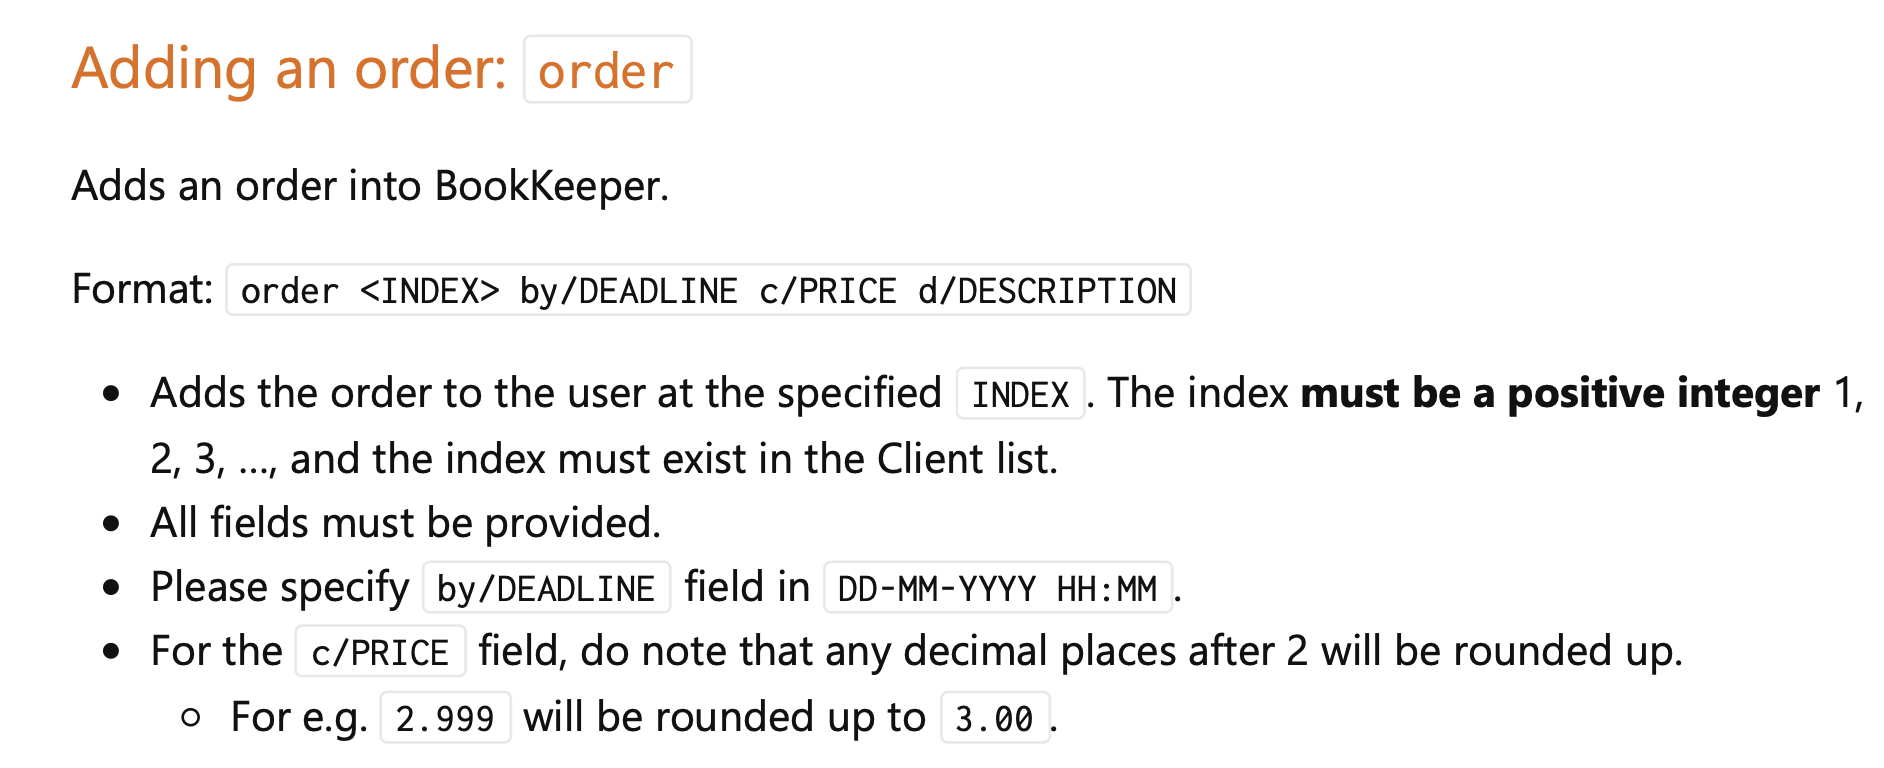 Adding an order: order
Adds an order into BookKeeper.
Format: order <INDEX> by/DEADLINE c/PRICE d/DESCRIPTION
Adds the order to the user at the specified INDEX. The index must be a positive integer 1,
2, 3, ..., and the index must exist in the Client list.
All fields must be provided.
Please specify by/DEADLINE field in DD-MM-YYYY HH:MM.
For the c/PRICE field, do note that any decimal places after 2 will be rounded up.
For e.g. 2.999 will be rounded up to 3.00.